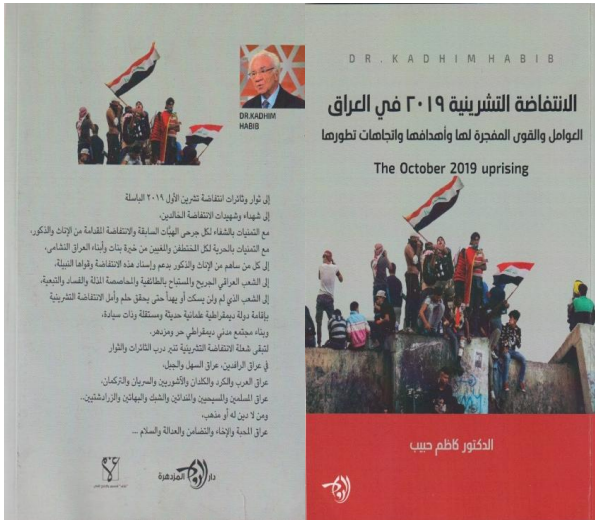 DR. KADHIM HABIB
الانتفاضة التشرينية ٢٠١٩ في العراق
العوامل والقوى المفجرة لها وأهدافها واتجاهات تطورها
The October 2019 uprising
الدكتور كاظم حبيب
DR.KADHIM
HABIB
إلى ثوار وثائرات انتفاضة تشرين الأول ٢٠١٩ الباسلة
إلى شهداء وشهيدات الانتفاضة الخالدين،
مع التمنيات بالشفاء لكل جرحى الهبّات السابقة والانتفاضة المقدامة من الإناث والذكور،
مع التمنيات بالحرية لكل المختطفين والمغيبين من خيرة بنات وأبناء العراق النشامى،
إلى كل من ساهم من الإناث والذكور بدعم وإسناد هذه الانتفاضة وقواها النبيلة،
إلى الشعب العراقي الجريح والمستباح بالطائفية والمحاصصة المذلة والفساد والتبعية،
إلى الشعب الذي لم ولن يسكت أو يهدأ حتى يحقق حلم وأمل الانتفاضة التشرينية
بإقامة دولة ديمقراطية علمانية حديثة ومستقلة وذات سيادة،
وبناء مجتمع مدني ديمقراطي حر ومزدهر.
لتبقى شعلة الانتفاضة التشرينية تنير درب الثائرات والثوار
في عراق الرافدين، عراق السهل والجبل،
عراق العرب والكرد والكلدان والآشوريين والسريان والتركمان،
عراق المسلمين والمسيحيين والمندائيين والشبك والبهائيين والزرادشتيين..
ومن لا دين له أو مذهب،
عراق المحبة والإخاء والتضامن والعدالة والسلام ...
دار الرواد المزدهرة